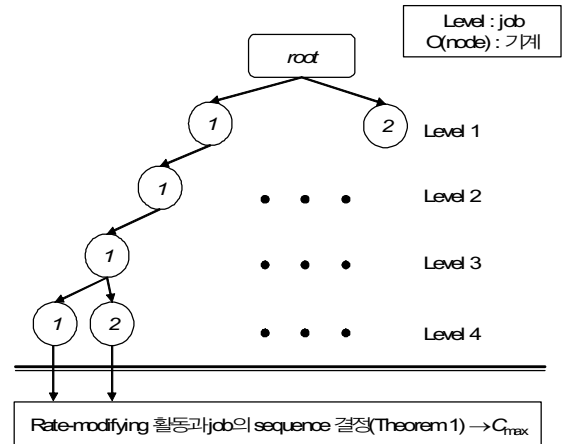 Level : job
O(node) : 기계
root
1
2
Level 1
1
Level 2
1
Level 3
1
2
Level 4
Rate-modifying 활동과 job의 sequence 결정(Theorem 1) → Cmax